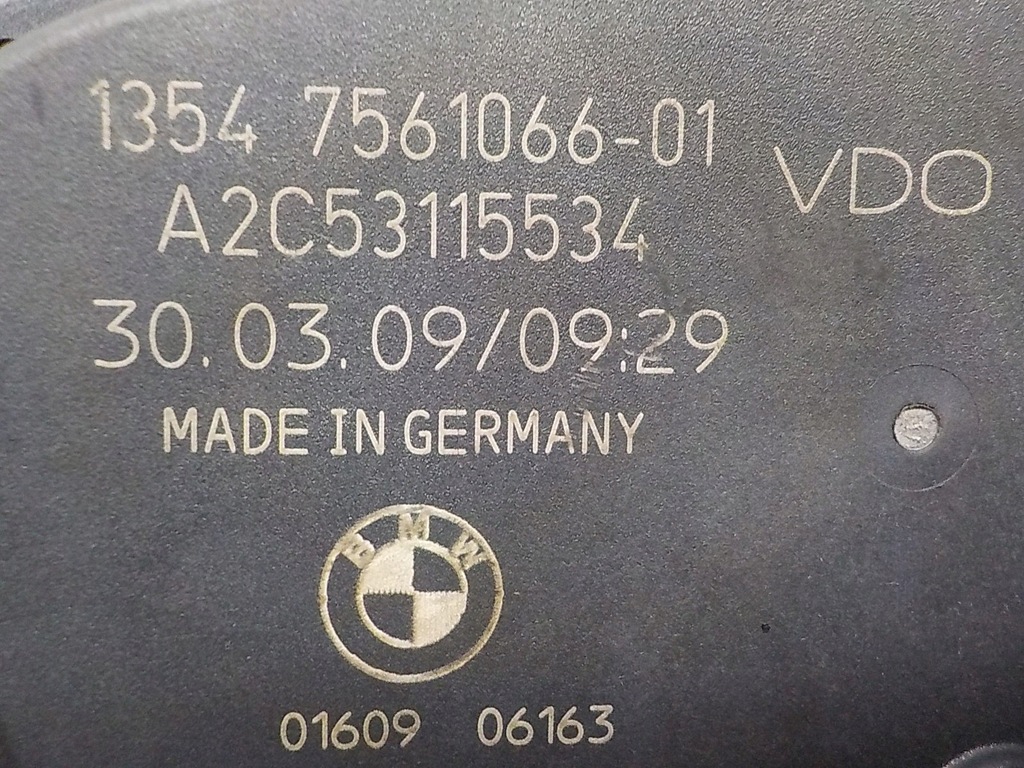 1354 7561066-01
VDO
A2C53115534
30.03.09/09:29
MADE IN GERMANY
BMW
01609 06163